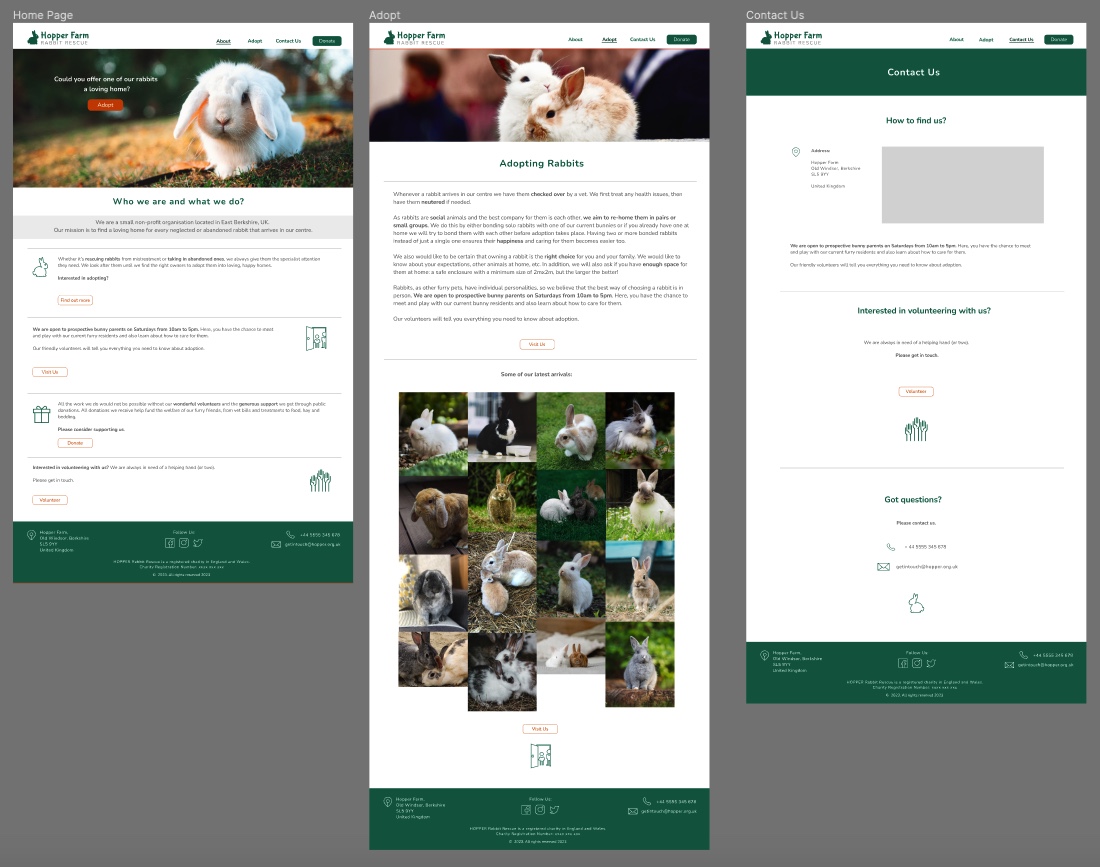 Home Page
Hopper Farm
RABBIT RESCUE
About
Adopt
Contact Us
Donate
Could you offer one of our rabbits
a loving home?
Adopt
Who we are and what we do?
We are a small non-profit organisation located in East Berkshire, UK.
Our mission is to find a loving home for every neglected or abandoned rabbit that arrives in our centre.
Whether it's rescuing rabbits from mistreatment or taking in abandoned ones, we always give them the specialist attention
they need. We look after them until we find the right owners to adopt them into loving, happy homes.
Interested in adopting?
Find out more
We are open to prospective bunny parents on Saturdays from 10am to 5pm. Here, you have the chance to meet
and play with our current furry residents and also learn about how to care for them.
Our friendly volunteers will tell you everything you need to know about adoption.
Visit Us
All the work we do would not be possible without our wonderful volunteers and the generous support we get through public
donations. All donations we receive help fund the welfare of our furry friends, from vet bills and treatments to food, hay and
bedding.
Please consider supporting us.
Donate
Interested in volunteering with us? We are always in need of a helping hand (or two).
Please get in touch.
Volunteer
Hopper Farm,
Old Windsor, Berkshire
SL5 9YY
United Kingdom
Follow Us:
+44 5555 345 678
getintouch@hopper.org.uk
HOPPER Rabbit Rescue is a registered charity in England and Wales.
Charity Registration Number: xxxx xxx xxx
© 2023. All rights reserved 2023
Adopt
Hopper Farm
RABBIT RESCUE
About
Adopt
Contact Us
Donate
Adopting Rabbits
Whenever a rabbit arrives in our centre we have them checked over by a vet. We first treat any health issues, then
have them neutered if needed.
As rabbits are social animals and the best company for them is each other, we aim to re-home them in pairs or
small groups. We do this by either bonding solo rabbits with one of our current bunnies or if you already have one at
home we will try to bond them with each other before adoption takes place. Having two or more bonded rabbits
instead of just a single one ensures their happiness and caring for them becomes easier too.
We also would like to be certain that owning a rabbit is the right choice for you and your family. We would like to
know about your expectations, other animals at home, etc. In addition, we will also ask if you have enough space for
them at home: a safe enclosure with a minimum size of 2mx2m, but the larger the better!
Rabbits, as other furry pets, have individual personalities, so we believe that the best way of choosing a rabbit is in
person. We are open to prospective bunny parents on Saturdays from 10am to 5pm. Here, you have the chance to
meet and play with our current furry residents and also learn about how to care for them.
Our volunteers will tell you everything you need to know about adoption.
Visit Us
Some of our latest arrivals:
Visit Us
Hopper Farm,
Old Windsor, Berkshire
SL5 9YY
United Kingdom
Follow Us:
+44 5555 345 678
getintouch@hopper.org.uk
HOPPER Rabbit Rescue is a registered charity in England and Wales.
Charity Registration Number: xxxx xxx xxx
© 2023. All rights reserved 2023
Contact Us
Hopper Farm
RABBIT RESCUE
About
Adopt
Contact Us
Donate
Contact Us
How to find us?
Address:
Hopper Farm
Old Windsor, Berkshire
SL5 9YY
United Kingdom
We are open to prospective bunny parents on Saturdays from 10am to 5pm. Here, you have the chance to meet
and play with our current furry residents and also learn about how to care for them.
Our friendly volunteers will tell you everything you need to know about adoption.
Interested in volunteering with us?
We are always in need of a helping hand (or two).
Please get in touch.
Volunteer
Got questions?
Please contact us.
+ 44 5555 345 678
getintouch@hopper.org.uk
Hopper Farm,
Old Windsor, Berkshire
SL5 9YY
United Kingdom
Follow Us:
+44 5555 345 678
getintouch@hopper.org.uk
HOPPER Rabbit Rescue is a registered charity in England and Wales.
Charity Registration Number: xxxx xxx xxx
© 2023. All rights reserved 2023